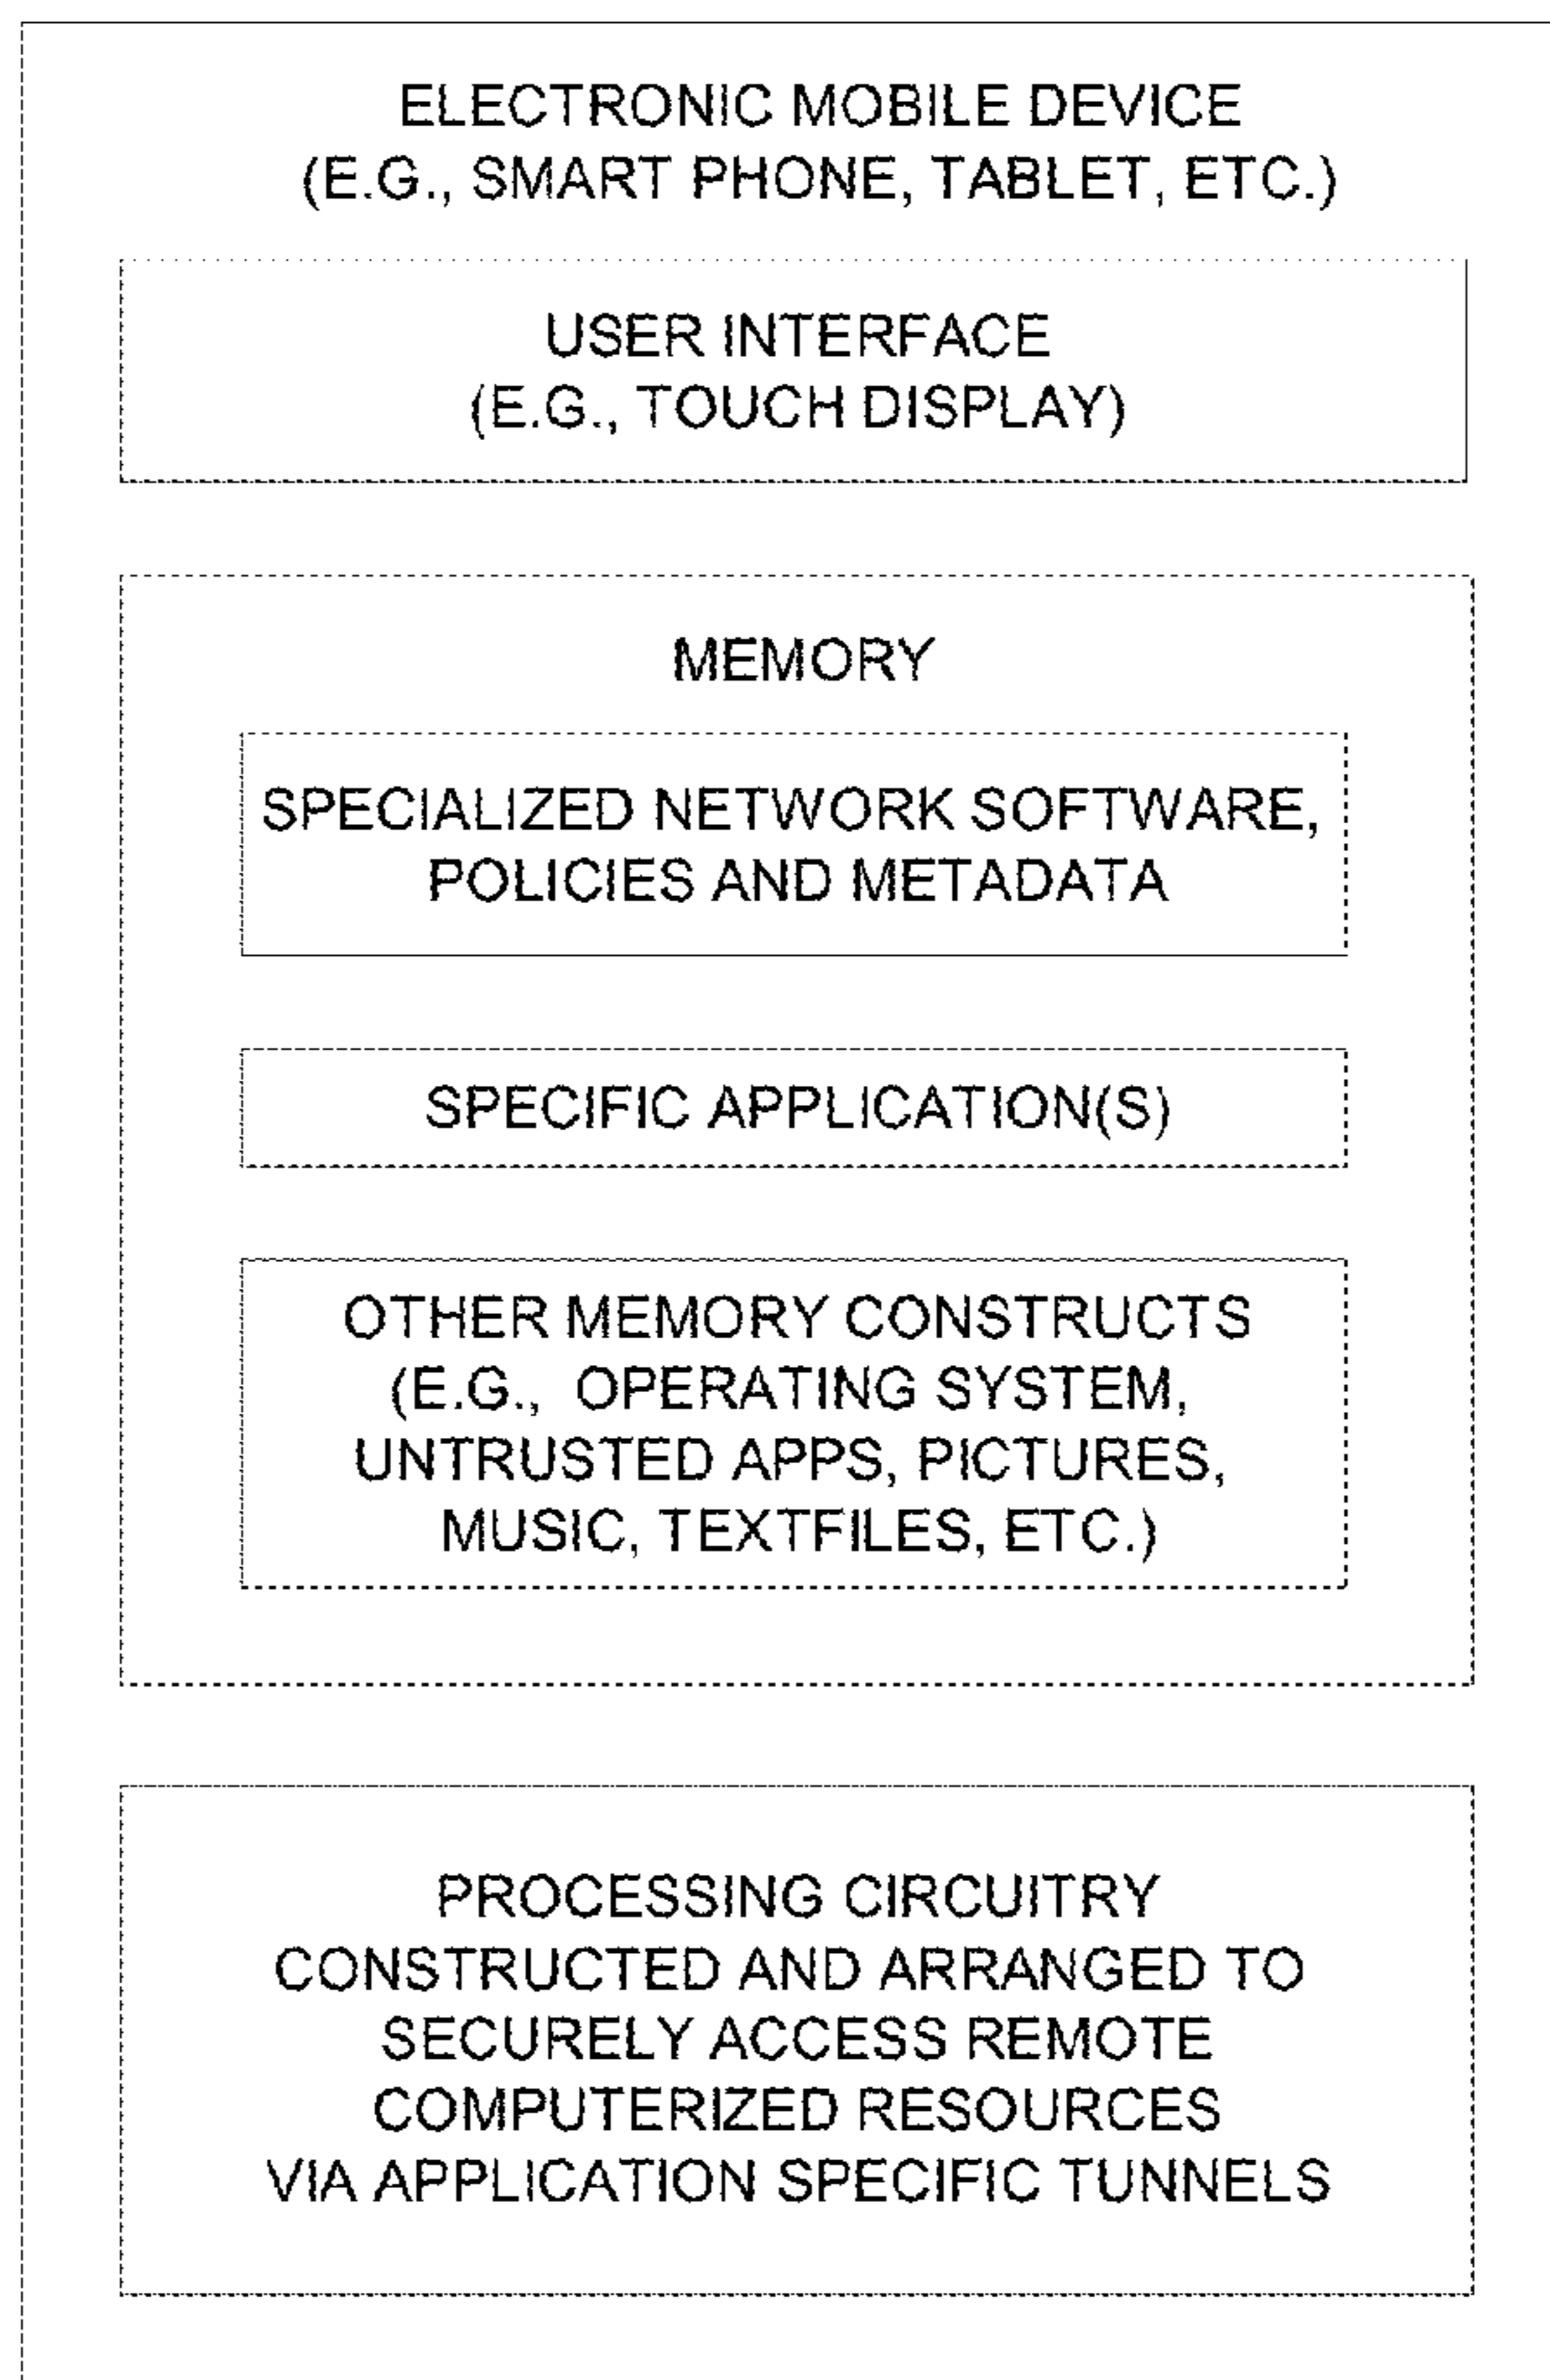 ELECTRONIC MOBILE DEVICE
(E.G., SMART PHONE, TABLET, ETC.)
USER INTERFACE
(E.G., TOUCH DISPLAY)
MEMORY
SPECIALIZED NETWORK SOFTWARE,
POLICIES AND METADATA
SPECIFIC APPLICATION(S)
OTHER MEMORY CONSTRUCTS
(E.G., OPERATING SYSTEM,
UNTRUSTED APPS, PICTURES,
MUSIC, TEXTFILES, ETC.)
PROCESSING CIRCUITRY
CONSTRUCTED AND ARRANGED TO
SECURELY ACCESS REMOTE
COMPUTERIZED RESOURCES
VIA APPLICATION SPECIFIC TUNNELS